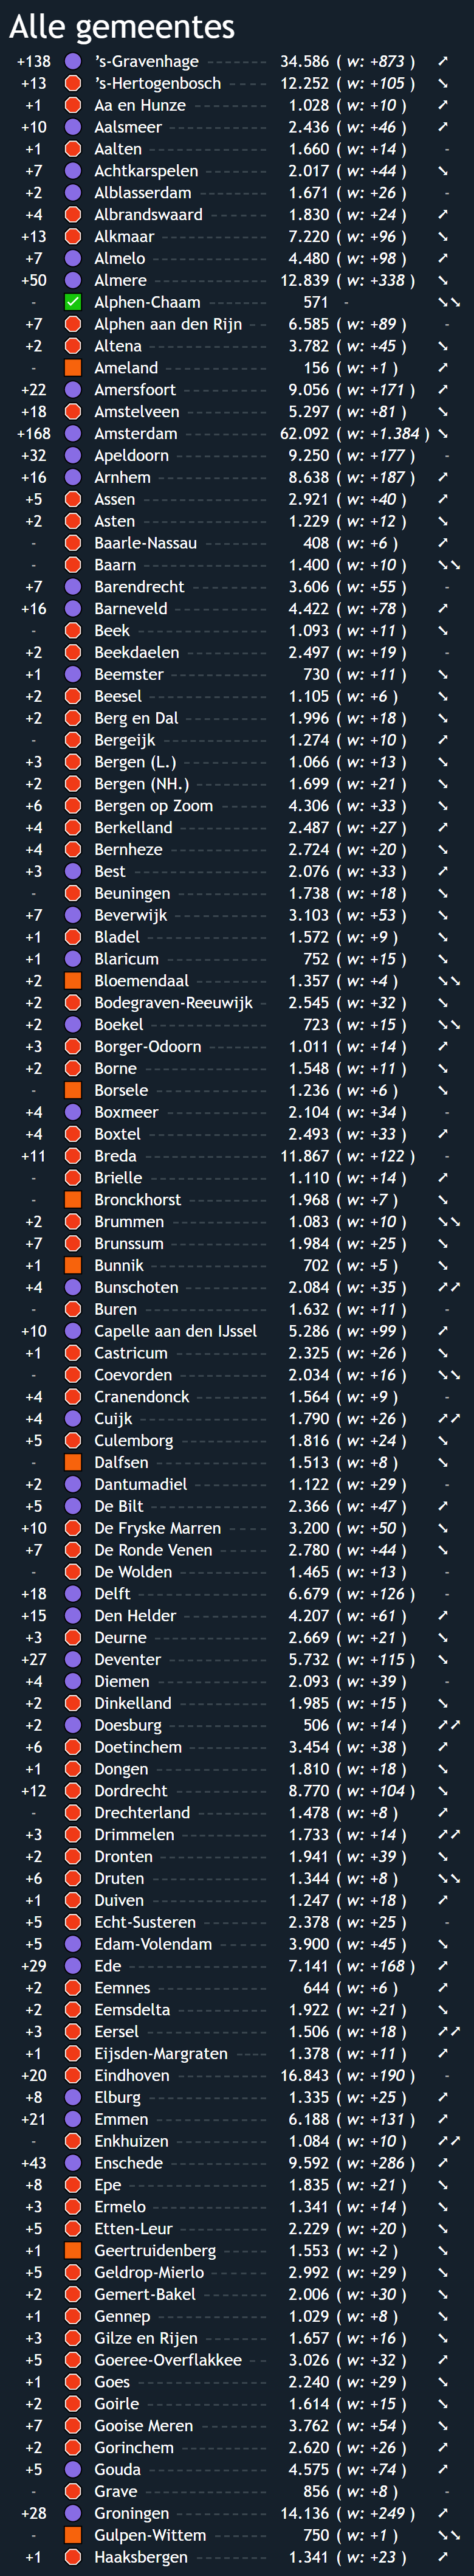 Alle gemeentes
+138 ’s-Gravenhage 34.586 ( w: +873 )
+13 ’s-Hertogenbosch 12.252 ( w: +105 )
+1 Aa en Hunze 1.028 ( w: +10 )
+10 Aalsmeer 2.436 ( w: +46 )
+1 Aalten 1.660 ( w: +14 ) -
+7 Achtkarspelen 2.017 ( w: +44 )
+2 Alblasserdam 1.671 ( w: +26 ) -
+4 Albrandswaard 1.830 ( w: +24 )
+13 Alkmaar 7.220 ( w: +96 )
+7 Almelo 4.480 ( w: +98 )
+50 Almere 12.839 ( w: +338 )
- Alphen-Chaam 571 -
+7 Alphen aan den Rijn 6.585 ( w: +89 ) -
+2 Altena 3.782 ( w: +45 )
- Ameland 156 ( w: +1 )
+22 Amersfoort 9.056 ( w: +171 )
+18 Amstelveen 5.297 ( w: +81 )
+168 Amsterdam 62.092 ( w: +1.384 )
+32 Apeldoorn 9.250 ( w: +177 ) -
+16 Arnhem 8.638 ( w: +187 )
+5 Assen 2.921 ( w: +40 )
+2 Asten 1.229 ( w: +12 )
- Baarle-Nassau 408 ( w: +6 )
- Baarn 1.400 ( w: +10 )
+7 Barendrecht 3.606 ( w: +55 ) -
+16 Barneveld 4.422 ( w: +78 )
- Beek 1.093 ( w: +11 )
+2 Beekdaelen 2.497 ( w: +19 ) -
+1 Beemster 730 ( w: +11 )
+2 Beesel 1.105 ( w: +6 )
+2 Berg en Dal 1.996 ( w: +18 )
- Bergeijk 1.274 ( w: +10 )
+3 Bergen (L.) 1.066 ( w: +13 )
+2 Bergen (NH.) 1.699 ( w: +21 )
+6 Bergen op Zoom 4.306 ( w: +33 )
+4 Berkelland 2.487 ( w: +27 )
+4 Bernheze 2.724 ( w: +20 )
+3 Best 2.076 ( w: +33 )
- Beuningen 1.738 ( w: +18 )
+7 Beverwijk 3.103 ( w: +53 )
+1 Bladel 1.572 ( w: +9 )
+1 Blaricum 752 ( w: +15 )
+2 Bloemendaal 1.357 ( w: +4 )
+2 Bodegraven-Reeuwijk 2.545 ( w: +32 )
+2 Boekel 723 ( w: +15 )
+3 Borger-Odoorn 1.011 ( w: +14 )
+2 Borne 1.548 ( w: +11 )
- Borsele 1.236 ( w: +6 )
+4 Boxmeer 2.104 ( w: +34 ) -
+4 Boxtel 2.493 ( w: +33 )
+11 Breda 11.867 ( w: +122 ) -
- Brielle 1.110 ( w: +14 )
- Bronckhorst 1.968 ( w: +7 )
+2 Brummen 1.083 ( w: +10 )
+7 Brunssum 1.984 ( w: +25 )
+1 Bunnik 702 ( w: +5 )
+4 Bunschoten 2.084 ( w: +35 )
- Buren 1.632 ( w: +11 ) -
+10 Capelle aan den IJssel 5.286 ( w: +99 )
+1 Castricum 2.325 ( w: +26 )
- Coevorden 2.034 ( w: +16 )
+4 Cranendonck 1.564 ( w: +9 ) -
+4 Cuijk 1.790 ( w: +26 )
+5 Culemborg 1.816 ( w: +24 )
- Dalfsen 1.513 ( w: +8 )
+2 Dantumadiel 1.122 ( w: +29 ) -
+5 De Bilt 2.366 ( w: +47 )
+10 De Fryske Marren 3.200 ( w: +50 )
+7 De Ronde Venen 2.780 ( w: +44 )
- De Wolden 1.465 ( w: +13 ) -
+18 Delft 6.679 ( w: +126 ) -
+15 Den Helder 4.207 ( w: +61 )
+3 Deurne 2.669 ( w: +21 )
+27 Deventer 5.732 ( w: +115 )
+4 Diemen 2.093 ( w: +39 ) -
+2 Dinkelland 1.985 ( w: +15 )
+2 Doesburg 506 ( w: +14 )
+6 Doetinchem 3.454 ( w: +38 )
+1 Dongen 1.810 ( w: +18 )
+12 Dordrecht 8.770 ( w: +104 )
- Drechterland 1.478 ( w: +8 )
+3 Drimmelen 1.733 ( w: +14 )
+2 Dronten 1.941 ( w: +39 )
+6 Druten 1.344 ( w: +8 )
+1 Duiven 1.247 ( w: +18 )
+5 Echt-Susteren 2.378 ( w: +25 ) -
+5 Edam-Volendam 3.900 ( w: +45 )
+29 Ede 7.141 ( w: +168 )
+2 Eemnes 644 ( w: +6 )
+2 Eemsdelta 1.922 ( w: +21 )
+3 Eersel 1.506 ( w: +18 )
+1 Eijsden-Margraten 1.378 ( w: +11 )
+20 Eindhoven 16.843 ( w: +190 ) -
+8 Elburg 1.335 ( w: +25 )
+21 Emmen 6.188 ( w: +131 )
- Enkhuizen 1.084 ( w: +10 )
+43 Enschede 9.592 ( w: +286 )
+8 Epe 1.835 ( w: +21 )
+3 Ermelo 1.341 ( w: +14 )
+5 Etten-Leur 2.229 ( w: +20 )
+1 Geertruidenberg 1.553 ( w: +2 )
+5 Geldrop-Mierlo 2.992 ( w: +29 )
+2 Gemert-Bakel 2.006 ( w: +30 )
+1 Gennep 1.029 ( w: +8 )
+3 Gilze en Rijen 1.657 ( w: +16 )
+5 Goeree-Overflakkee 3.026 ( w: +32 )
+1 Goes 2.240 ( w: +29 )
+2 Goirle 1.614 ( w: +15 )
+7 Gooise Meren 3.762 ( w: +54 )
+2 Gorinchem 2.620 ( w: +26 )
+5 Gouda 4.575 ( w: +74 )
- Grave 856 ( w: +8 ) -
+28 Groningen 14.136 ( w: +249 )
- Gulpen-Wittem 750 ( w: +1 )
+1 Haaksbergen 1.341 ( w: +23 )